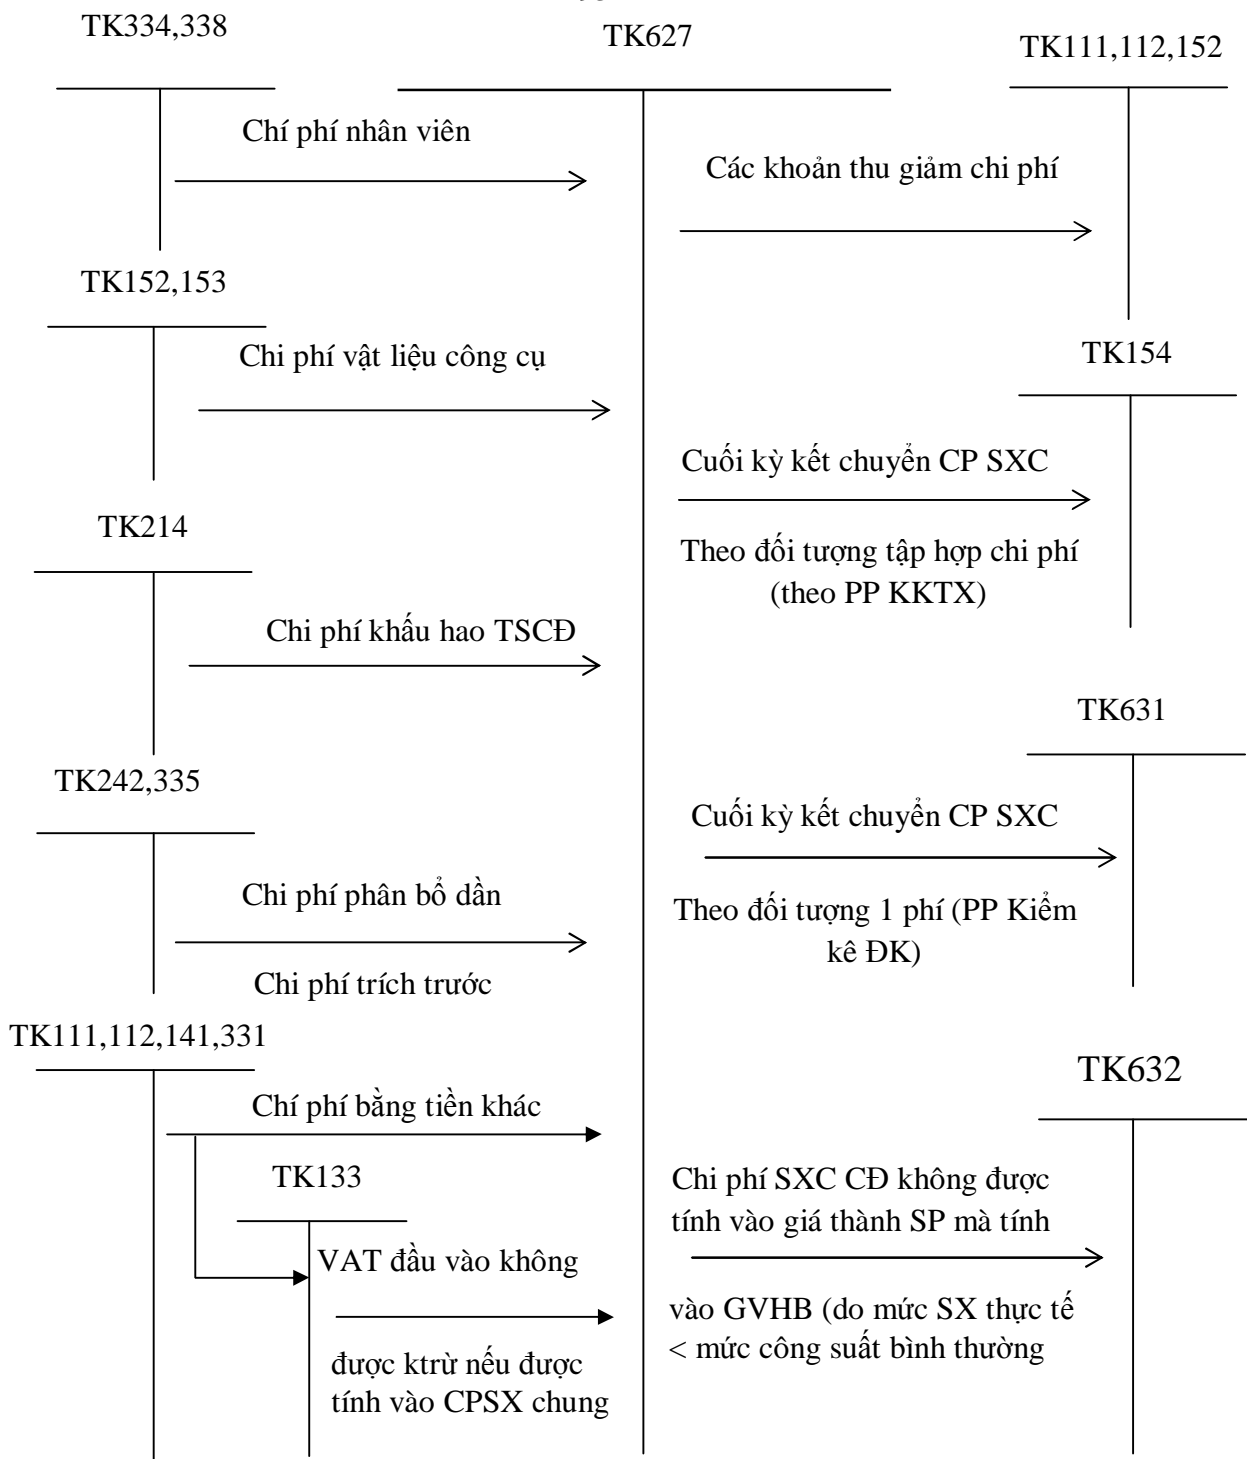 TK334,338
TK627
TK111,112,152
Chí phí nhân viên
Các khoản thu giảm chi phí
TK152,153
Chi phí vật liệu công cụ
TK154
Cuối kỳ kết chuyển CP SXC
TK214
Theo đối tượng tập hợp chi phí
(theo PP KKTX)
Chi phí khấu hao TSCĐ
TK631
TK242,335
Cuối kỳ kết chuyển CP SXC
Chi phí phân bổ dần
Theo đối tượng 1 phí (PP Kiểm
kê ĐK)
Chi phí trích trước
TK111,112,141,331
TK632
Chí phí bằng tiền khác
TK133
Chi phí SXC CĐ không được
tính vào giá thành SP mà tính
VAT đầu vào không
vào GVHB (do mức SX thực tế
< mức công suất bình thường
được ktrừ nếu được
tính vào CPSX chung